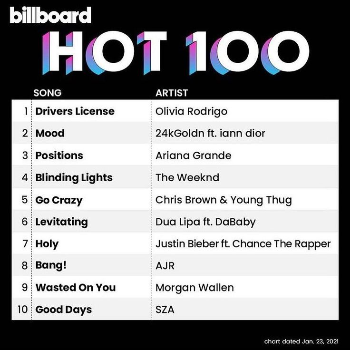 billboard
HOT 100
SONG ARTIST
1 Drivers License Olivia Rodrigo
2 Mood 24kGoldn ft. iann dior
3 Positions Ariana Grande
4 Blinding Lights The Weeknd
5 Go Crazy Chris Brown & Young Thug
6 Levitating Dua Lipa ft. DaBaby
7 Holy Justin Bieber ft. Chance The Rapper
8 Bang! AJR
9 Wasted On You Morgan Wallen
10 Good Days SZA
chart dated Jan. 23, 2021